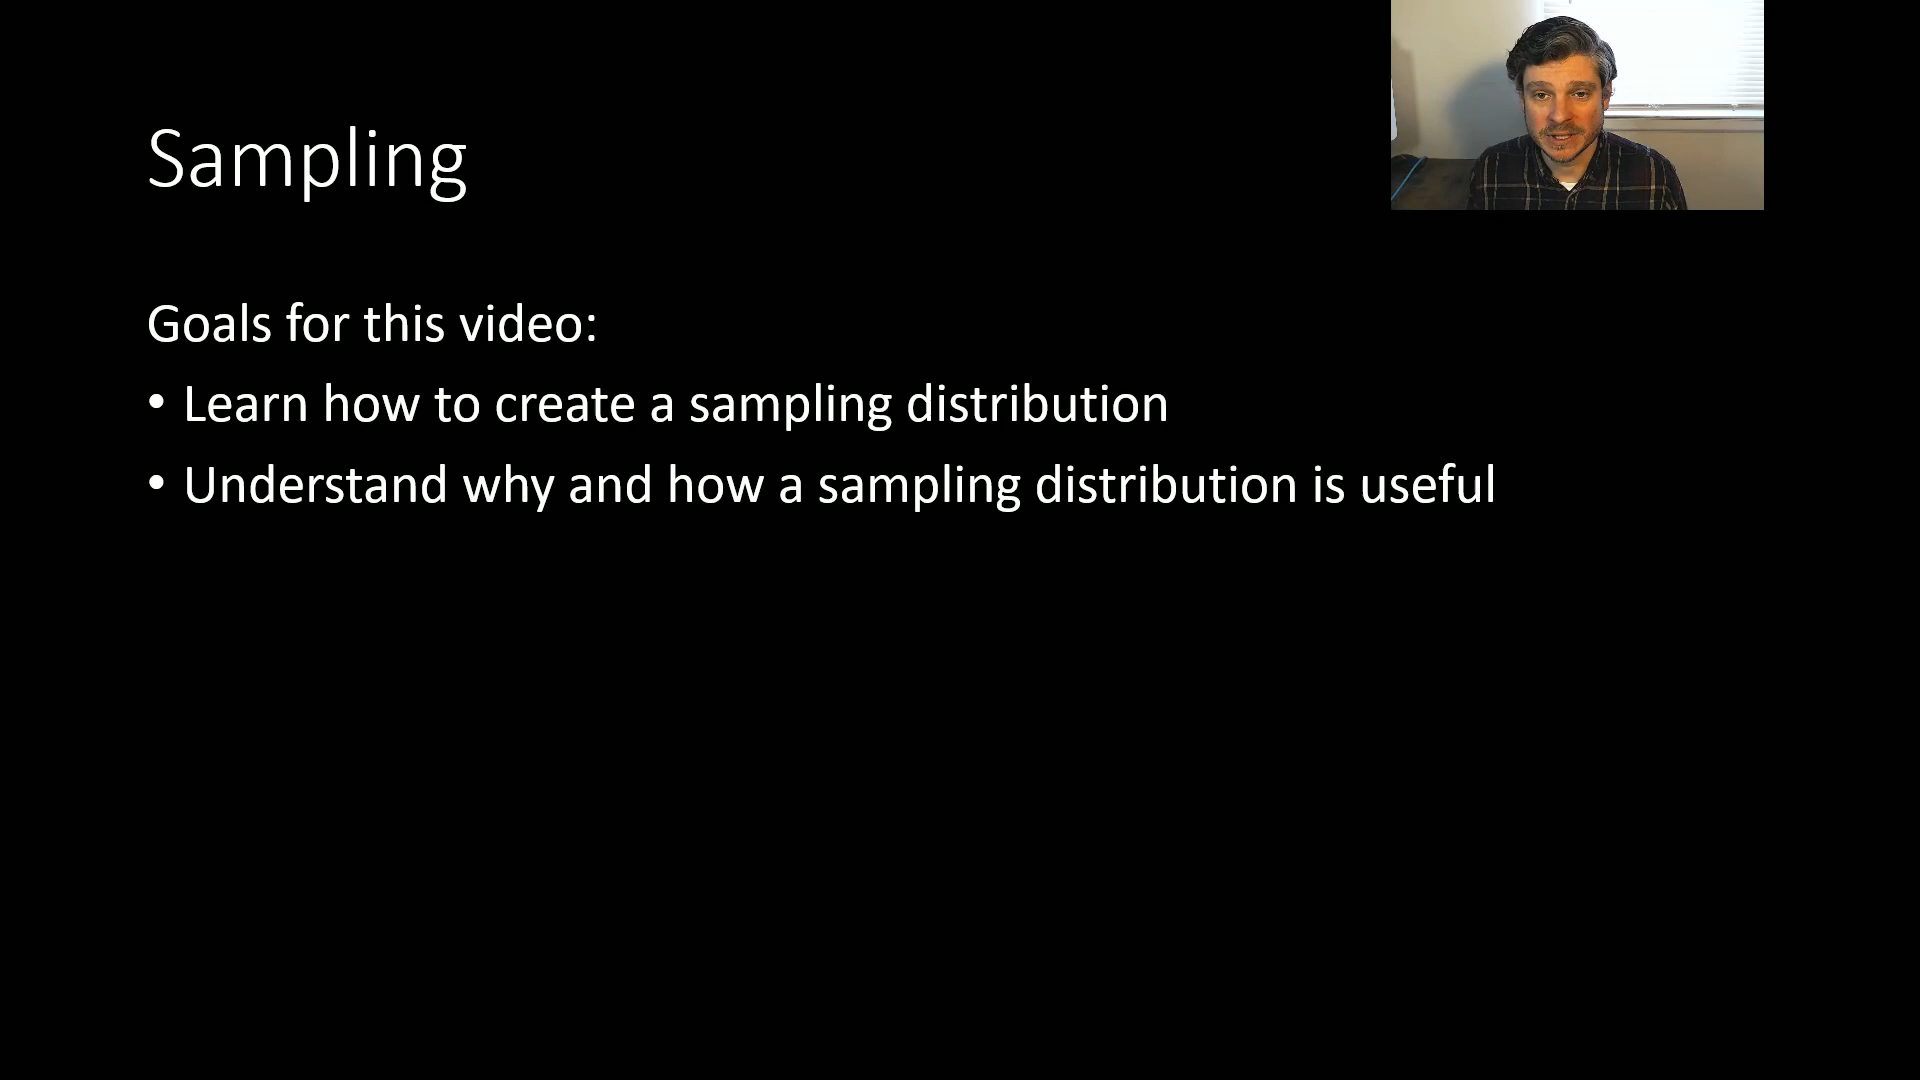 Sampling
Goals for this video:
• Learn how to create a sampling distribution
• Understand why and how a sampling distribution is useful